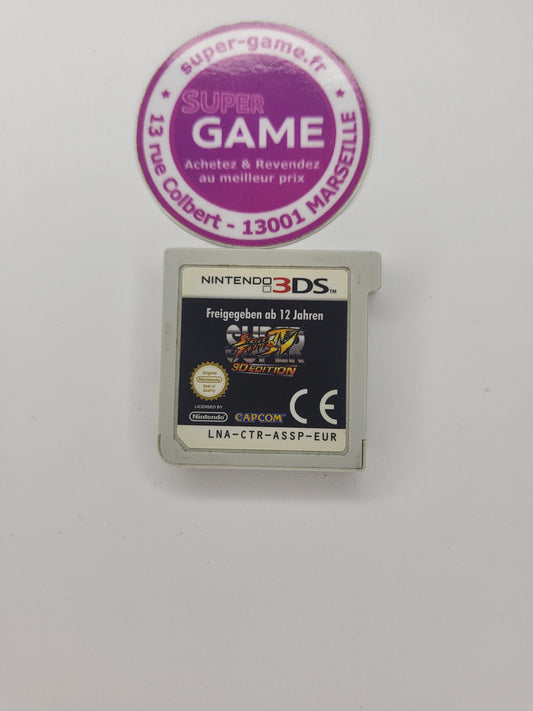 super-game.fr
SUPER
GAME
Achetez & Revendez
au meilleur prix
★ 13 rue Colbert - 13001 MARSEILLE ★
NINTENDO 3DS™
Freigegeben ab 12 Jahren
SUPER
STREET FIGHTER IV
3D EDITION
Original
Nintendo
Seal of
Quality
LICENSED BY
Nintendo
CAPCOM
CE
LNA-CTR-ASSP-EUR